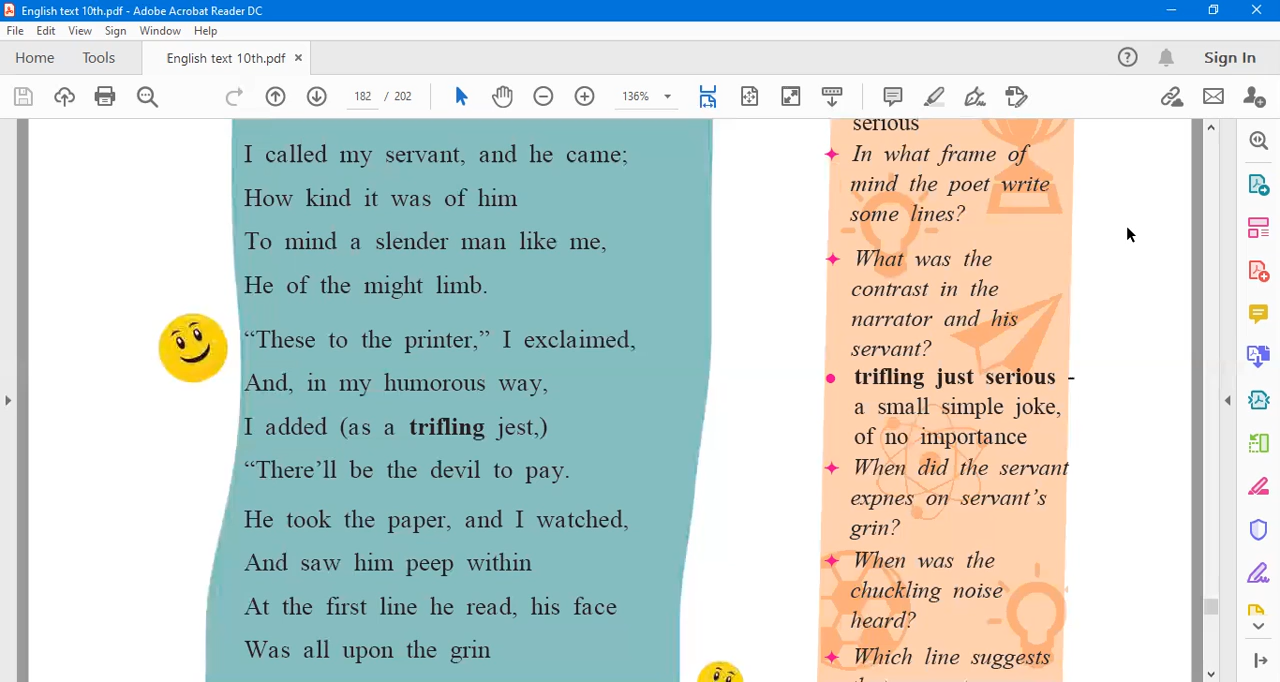 English text 10th.pdf - Adobe Acrobat Reader DC
File Edit View Sign Window Help
Home Tools English text 10th.pdf × Sign In
182 / 202 136%
I called my servant, and he came;
How kind it was of him
To mind a slender man like me,
He of the might limb.
“These to the printer,” I exclaimed,
And, in my humorous way,
I added (as a trifling jest,)
“There’ll be the devil to pay.
He took the paper, and I watched,
And saw him peep within
At the first line he read, his face
Was all upon the grin
serious
In what frame of
mind the poet write
some lines?
What was the
contrast in the
narrator and his
servant?
trifling just serious -
a small simple joke,
of no importance
When did the servant
expnes on servant’s
grin?
When was the
chuckling noise
heard?
Which line suggests